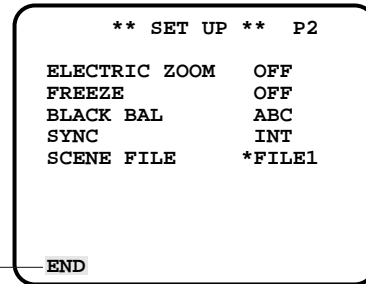 ** SET UP ** P2
ELECTRIC ZOOM OFF
FREEZE OFF
BLACK BAL ABC
SYNC INT
SCENE FILE *FILE1
END